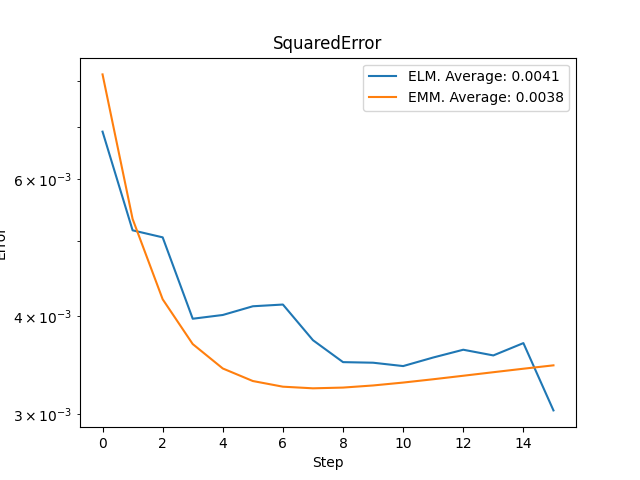 SquaredError
ELM. Average: 0.0041
EMM. Average: 0.0038
6 × 10⁻³
4 × 10⁻³
3 × 10⁻³
Error
0 2 4 6 8 10 12 14
Step